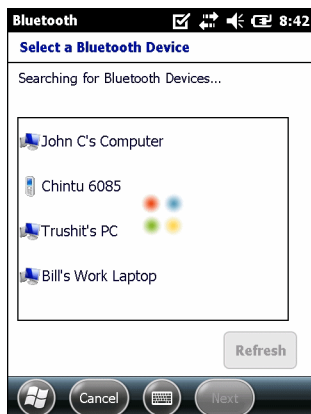 Bluetooth 8:42
Select a Bluetooth Device
Searching for Bluetooth Devices...
John C's Computer
Chintu 6085
Trushit's PC
Bill's Work Laptop
Refresh
Cancel Next